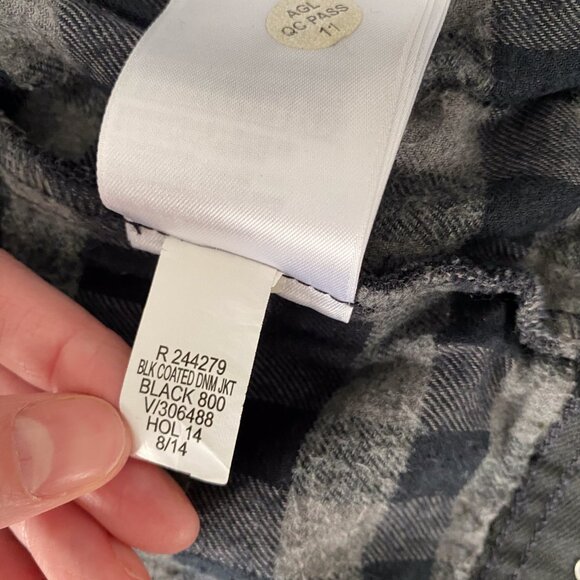 AGL
QC PASS
11
R 244279
BLK COATED DNM JKT
BLACK 800
V/306488
HOL 14
8/14